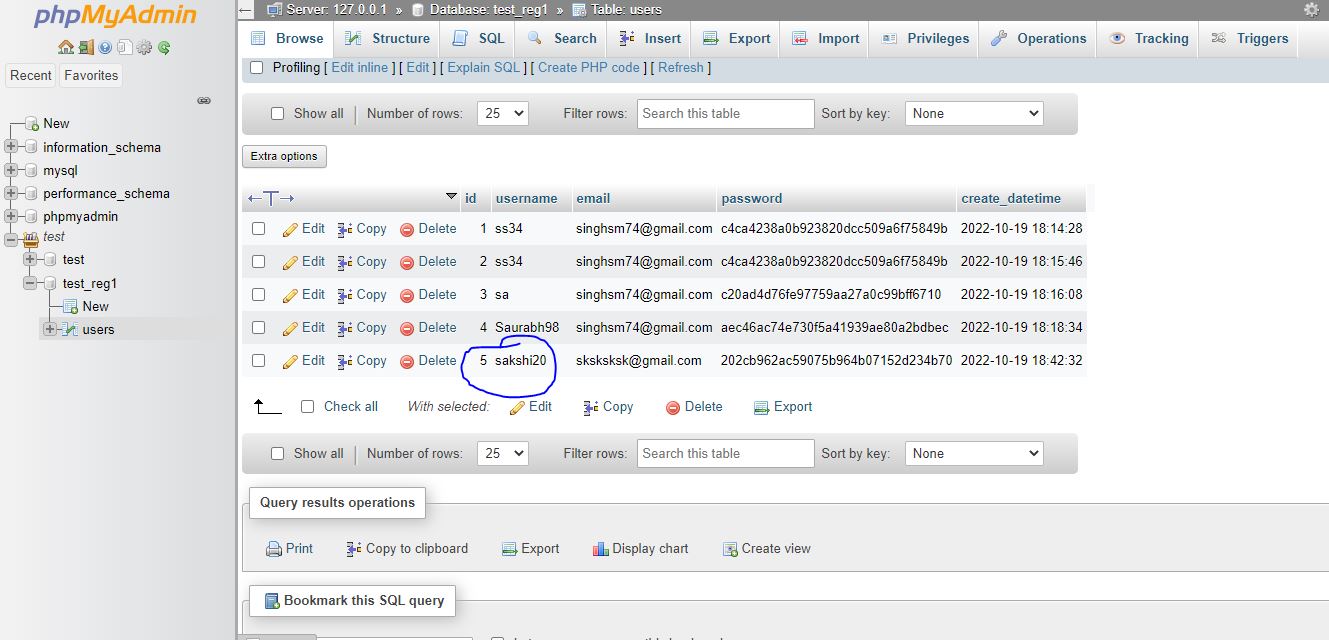 phpMyAdmin
Recent Favorites
New
information_schema
mysql
performance_schema
phpmyadmin
test
test
test_reg1
New
users
Server: 127.0.0.1 » Database: test_reg1 » Table: users
Browse Structure SQL Search Insert Export Import Privileges Operations Tracking Triggers
Profiling [ Edit inline ] [ Edit ] [ Explain SQL ] [ Create PHP code ] [ Refresh ]
Show all Number of rows: 25 Filter rows: Search this table Sort by key: None
Extra options
id username email password create_datetime
Edit Copy Delete 1 ss34 singhsm74@gmail.com c4ca4238a0b923820dcc509a6f75849b 2022-10-19 18:14:28
Edit Copy Delete 2 ss34 singhsm74@gmail.com c4ca4238a0b923820dcc509a6f75849b 2022-10-19 18:15:46
Edit Copy Delete 3 sa singhsm74@gmail.com c20ad4d76fe97759aa27a0c99bff6710 2022-10-19 18:16:08
Edit Copy Delete 4 Saurabh98 singhsm74@gmail.com aec46ac74e730f5a41939ae80a2bdbec 2022-10-19 18:18:34
Edit Copy Delete 5 sakshi20 sksksksk@gmail.com 202cb962ac59075b964b07152d234b70 2022-10-19 18:42:32
Check all With selected: Edit Copy Delete Export
Show all Number of rows: 25 Filter rows: Search this table Sort by key: None
Query results operations
Print Copy to clipboard Export Display chart Create view
Bookmark this SQL query